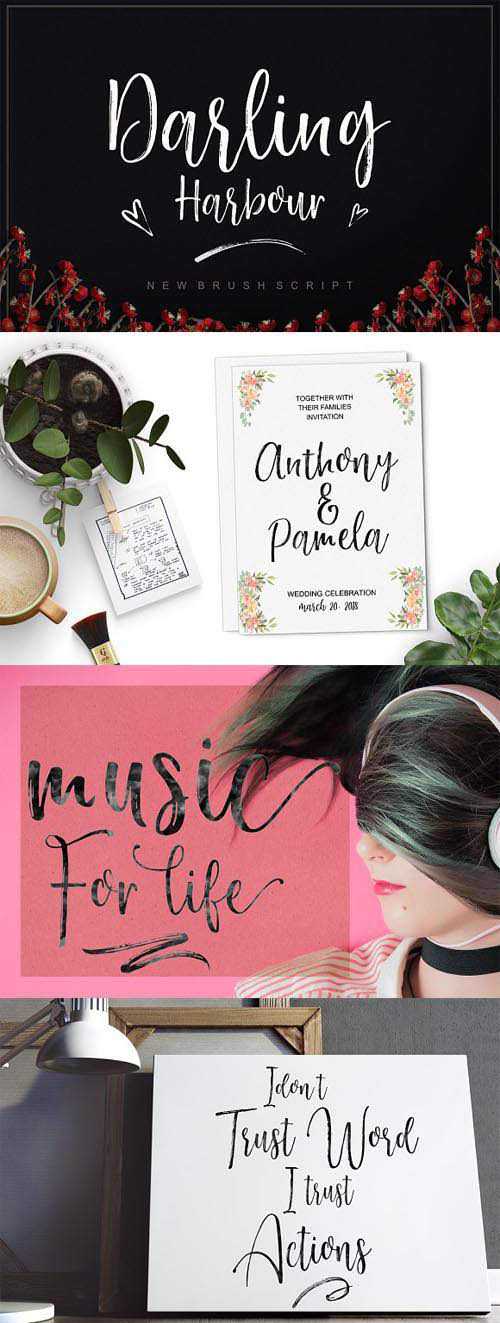 Darling
Harbour
NEW BRUSH SCRIPT
TOGETHER WITH
THEIR FAMILIES
INVITATION
Anthony
&
Pamela
WEDDING CELEBRATION
march 20 · 2018
music
For life
I don't
Trust Word
I trust
Actions